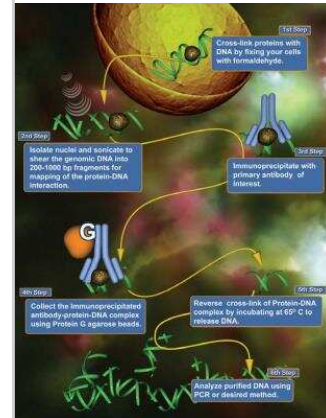 1st Step
Cross-link proteins with
DNA by fixing your cells
with formaldehyde.
2nd Step
Isolate nuclei and sonicate to
shear the genomic DNA into
200-1000 bp fragments for
mapping of the protein-DNA
interaction.
3rd Step
Immunoprecipitate with
primary antibody of
interest.
G
4th Step
Collect the Immunoprecipitated
antibody-protein-DNA complex
using Protein G agarose beads.
5th Step
Reverse cross-link of Protein-DNA
complex by incubating at 65º C to
release DNA.
6th Step
Analyze purified DNA using
PCR or desired method.